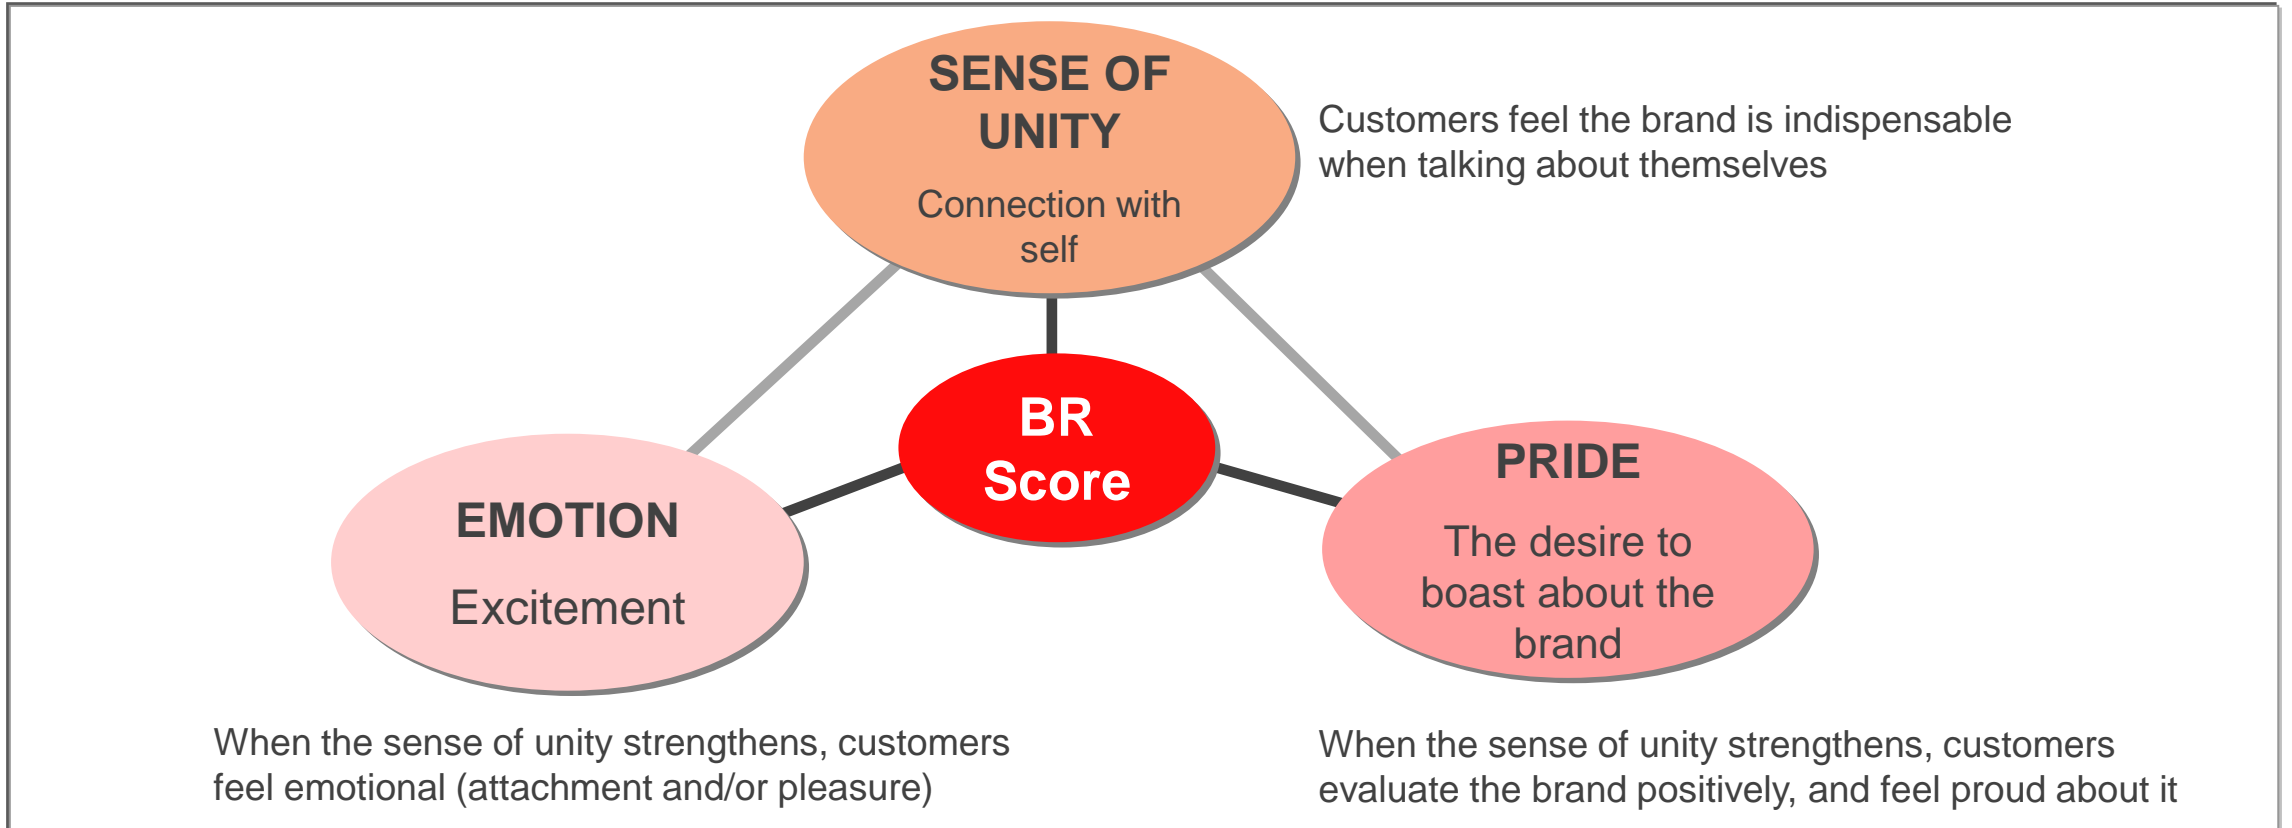 SENSE OF
UNITY
Connection with
self
Customers feel the brand is indispensable
when talking about themselves
BR
Score
EMOTION
Excitement
PRIDE
The desire to
boast about the
brand
When the sense of unity strengthens, customers
feel emotional (attachment and/or pleasure)
When the sense of unity strengthens, customers
evaluate the brand positively, and feel proud about it